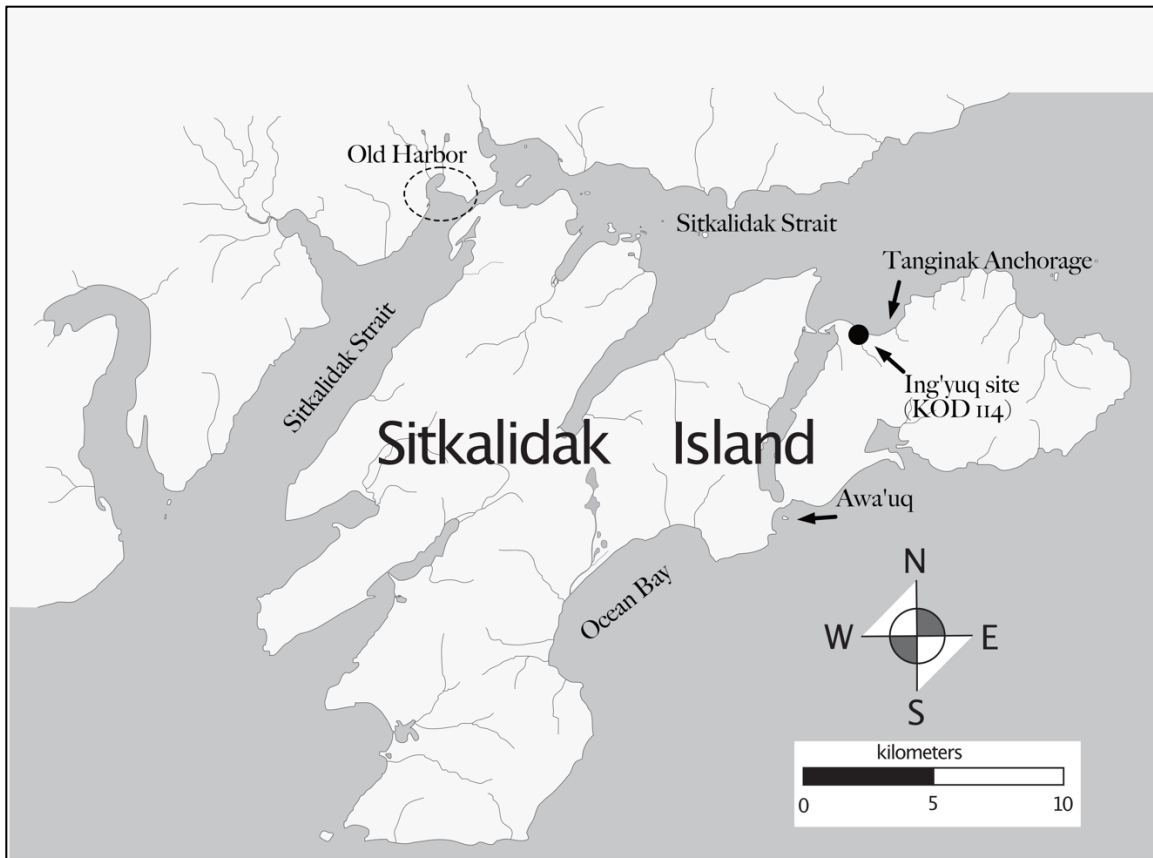 Old Harbor
Sitkalidak Strait
Tanginak Anchorage
Sitkalidak Strait
Ing'yuq site
(KOD 114)
Sitkalidak Island
Awa'uq
Ocean Bay
N
W E
S
kilometers
0 5 10